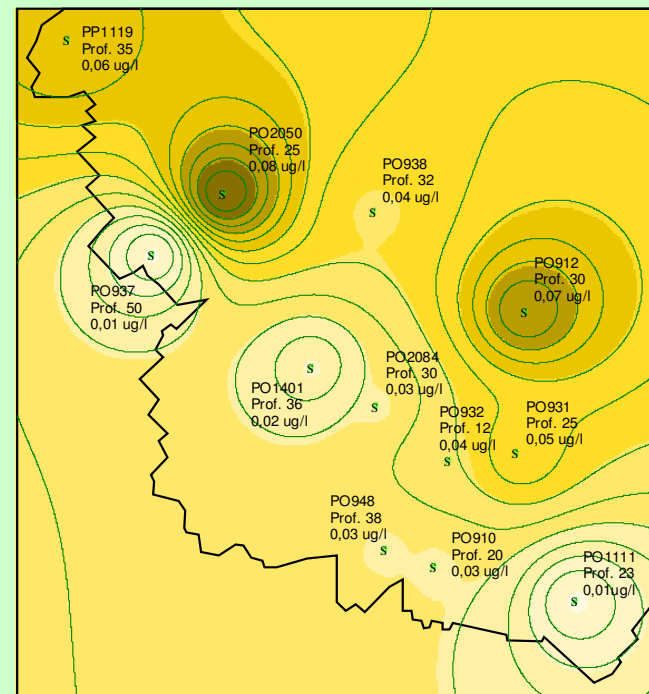 S
PP1119
Prof. 35
0,06 ug/l
PO2050
Prof. 25
0,08 ug/l
S
PO938
Prof. 32
0,04 ug/l
S
S
PO937
Prof. 50
0,01 ug/l
PO912
Prof. 30
0,07 ug/l
S
S
PO1401
Prof. 36
0,02 ug/l
PO2084
Prof. 30
0,03 ug/l
S
PO932
Prof. 12
0,04 ug/l
S
PO931
Prof. 25
0,05 ug/l
S
PO948
Prof. 38
0,03 ug/l
S
PO910
Prof. 20
0,03 ug/l
S
PO1111
Prof. 23
0,01ug/l
S